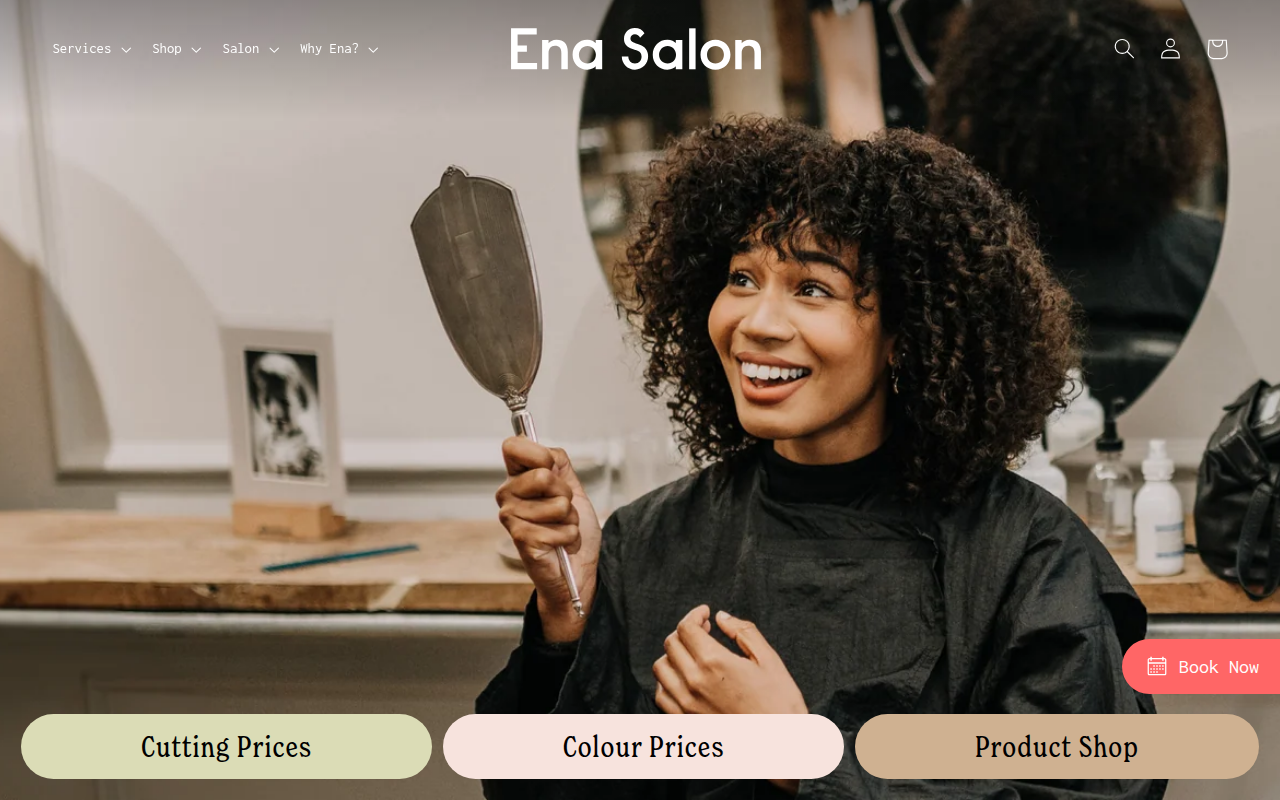 Services
Shop
Salon
Why Ena?
Ena Salon
Book Now
Cutting Prices
Colour Prices
Product Shop